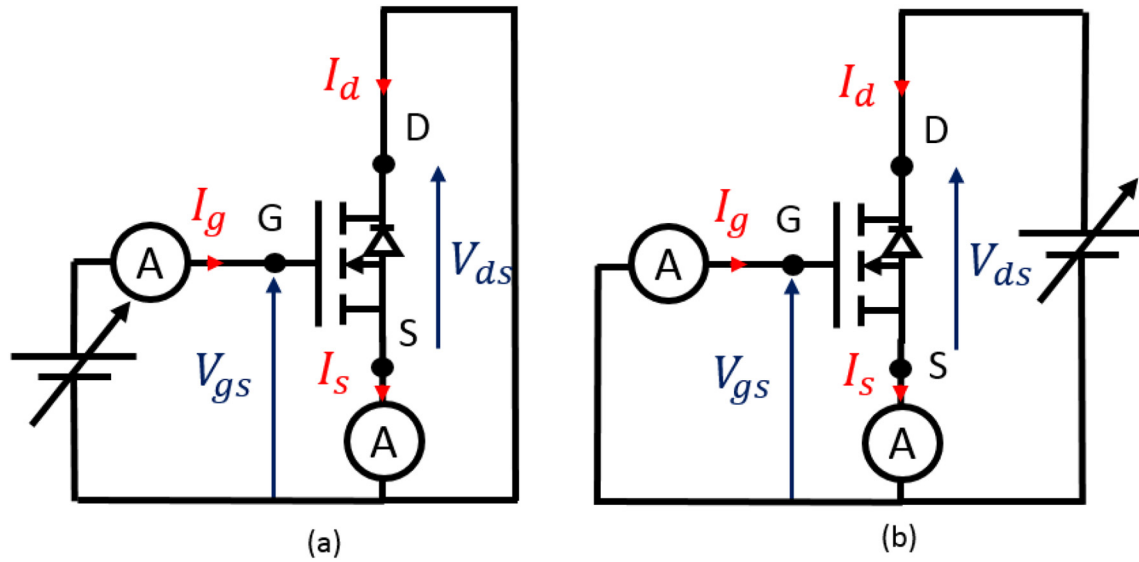 I_d
D
I_g
G
A
V_ds
S
V_gs
I_s
A
(a)
I_d
D
I_g
G
A
V_ds
S
V_gs
I_s
A
(b)